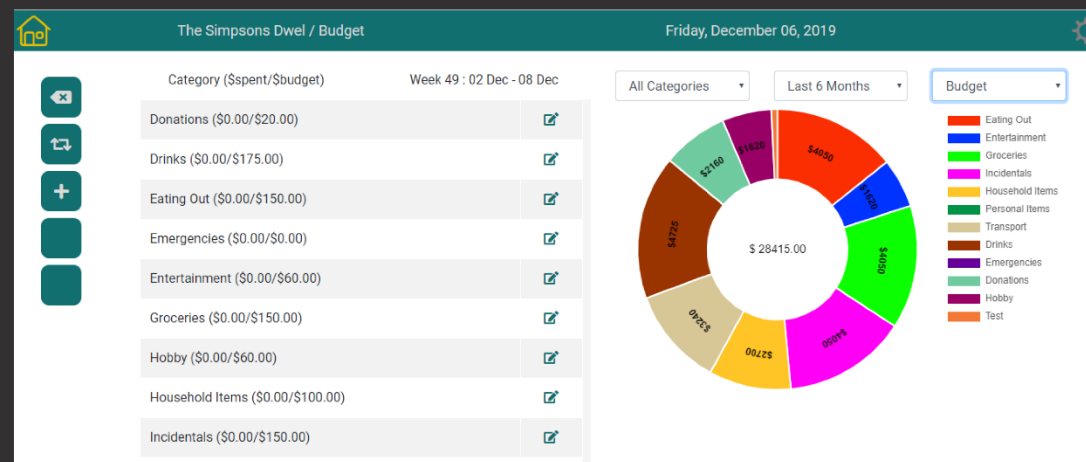 The Simpsons Dwel / Budget
Friday, December 06, 2019
Category ($spent/$budget)
Week 49 : 02 Dec - 08 Dec
Donations ($0.00/$20.00)
Drinks ($0.00/$175.00)
Eating Out ($0.00/$150.00)
Emergencies ($0.00/$0.00)
Entertainment ($0.00/$60.00)
Groceries ($0.00/$150.00)
Hobby ($0.00/$60.00)
Household Items ($0.00/$100.00)
Incidentals ($0.00/$150.00)
All Categories
Last 6 Months
Budget
$4050
$1620
$4050
$4050
$2700
$3240
$4725
$2160
$1620
$ 28415.00
Eating Out
Entertainment
Groceries
Incidentals
Household Items
Personal Items
Transport
Drinks
Emergencies
Donations
Hobby
Test